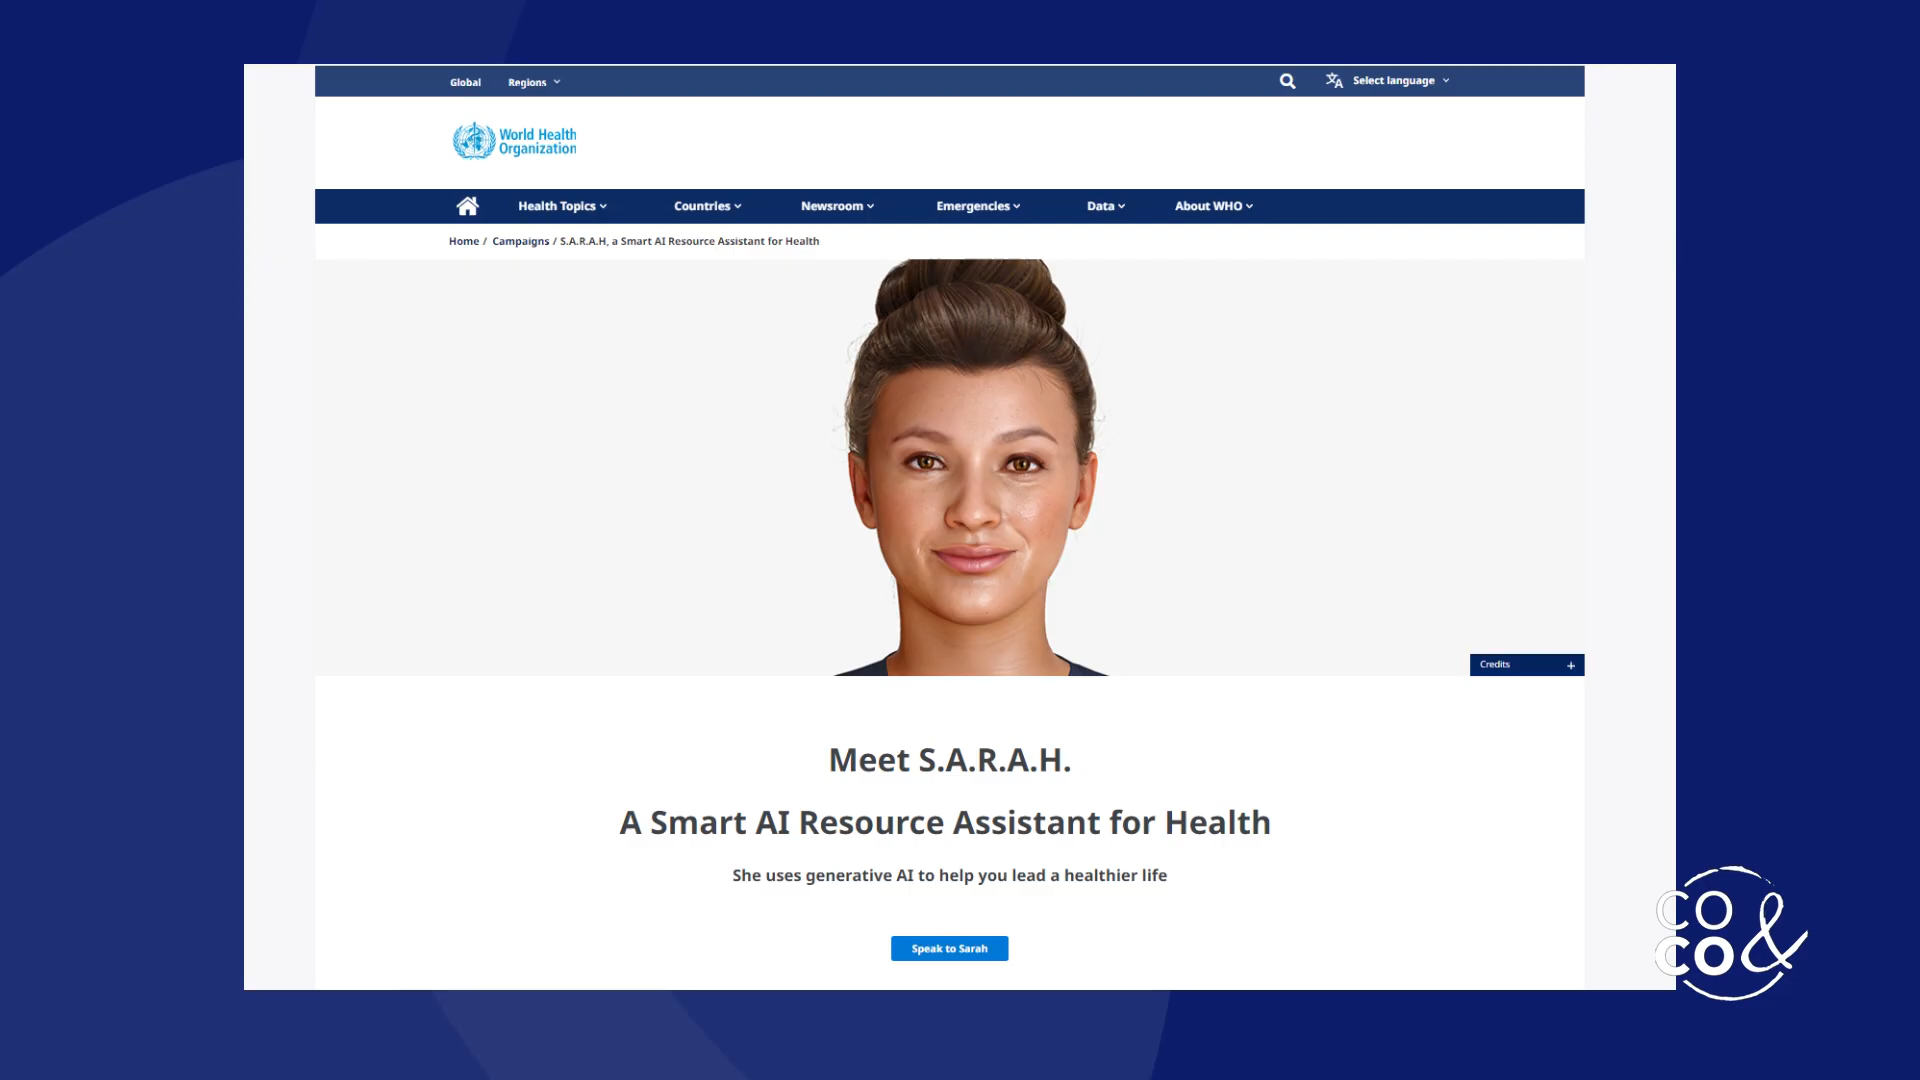 Global Regions Select language
World Health
Organization
Health Topics Countries Newsroom Emergencies Data About WHO
Home / Campaigns / S.A.R.A.H, a Smart AI Resource Assistant for Health
Credits +
Meet S.A.R.A.H.
A Smart AI Resource Assistant for Health
She uses generative AI to help you lead a healthier life
Speak to Sarah
CO
CO &